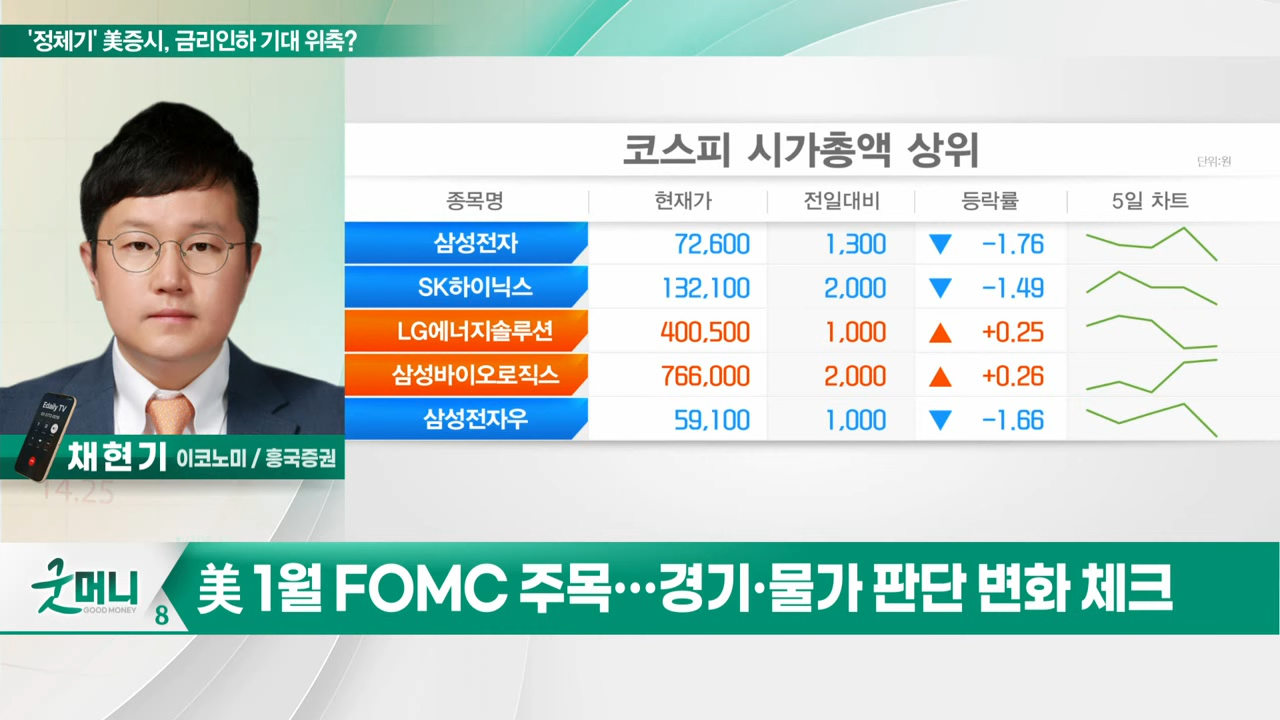 '정체기' 美증시, 금리인하 기대 위축?
코스피 시가총액 상위
단위:원
종목명 현재가 전일대비 등락률 5일 차트
삼성전자 72,600 1,300 ▼ -1.76
SK하이닉스 132,100 2,000 ▼ -1.49
LG에너지솔루션 400,500 1,000 ▲ +0.25
삼성바이오로직스 766,000 2,000 ▲ +0.26
삼성전자우 59,100 1,000 ▼ -1.66
Edaily TV
채현기 이코노미 / 흥국증권
14.25
굿머니
GOOD MONEY
8
美 1월 FOMC 주목…경기·물가 판단 변화 체크